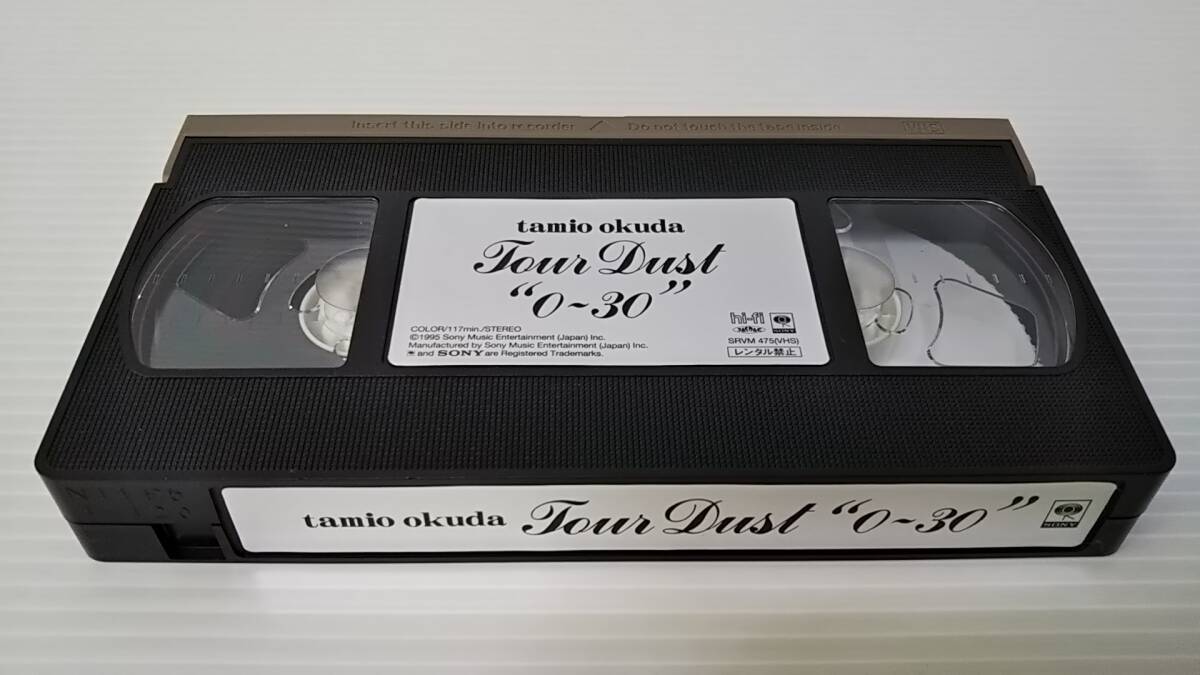 Insert this side into recorder / Do not touch the tape inside VHS
tamio okuda
Tour Dust
“0~30”
COLOR/117min./STEREO
©1995 Sony Music Entertainment (Japan) Inc.
Manufactured by Sony Music Entertainment (Japan) Inc.
and SONY are Registered Trademarks.
hi-fi
SRVM 475(VHS)
レンタル禁止
tamio okuda Tour Dust “0~30”
SONY